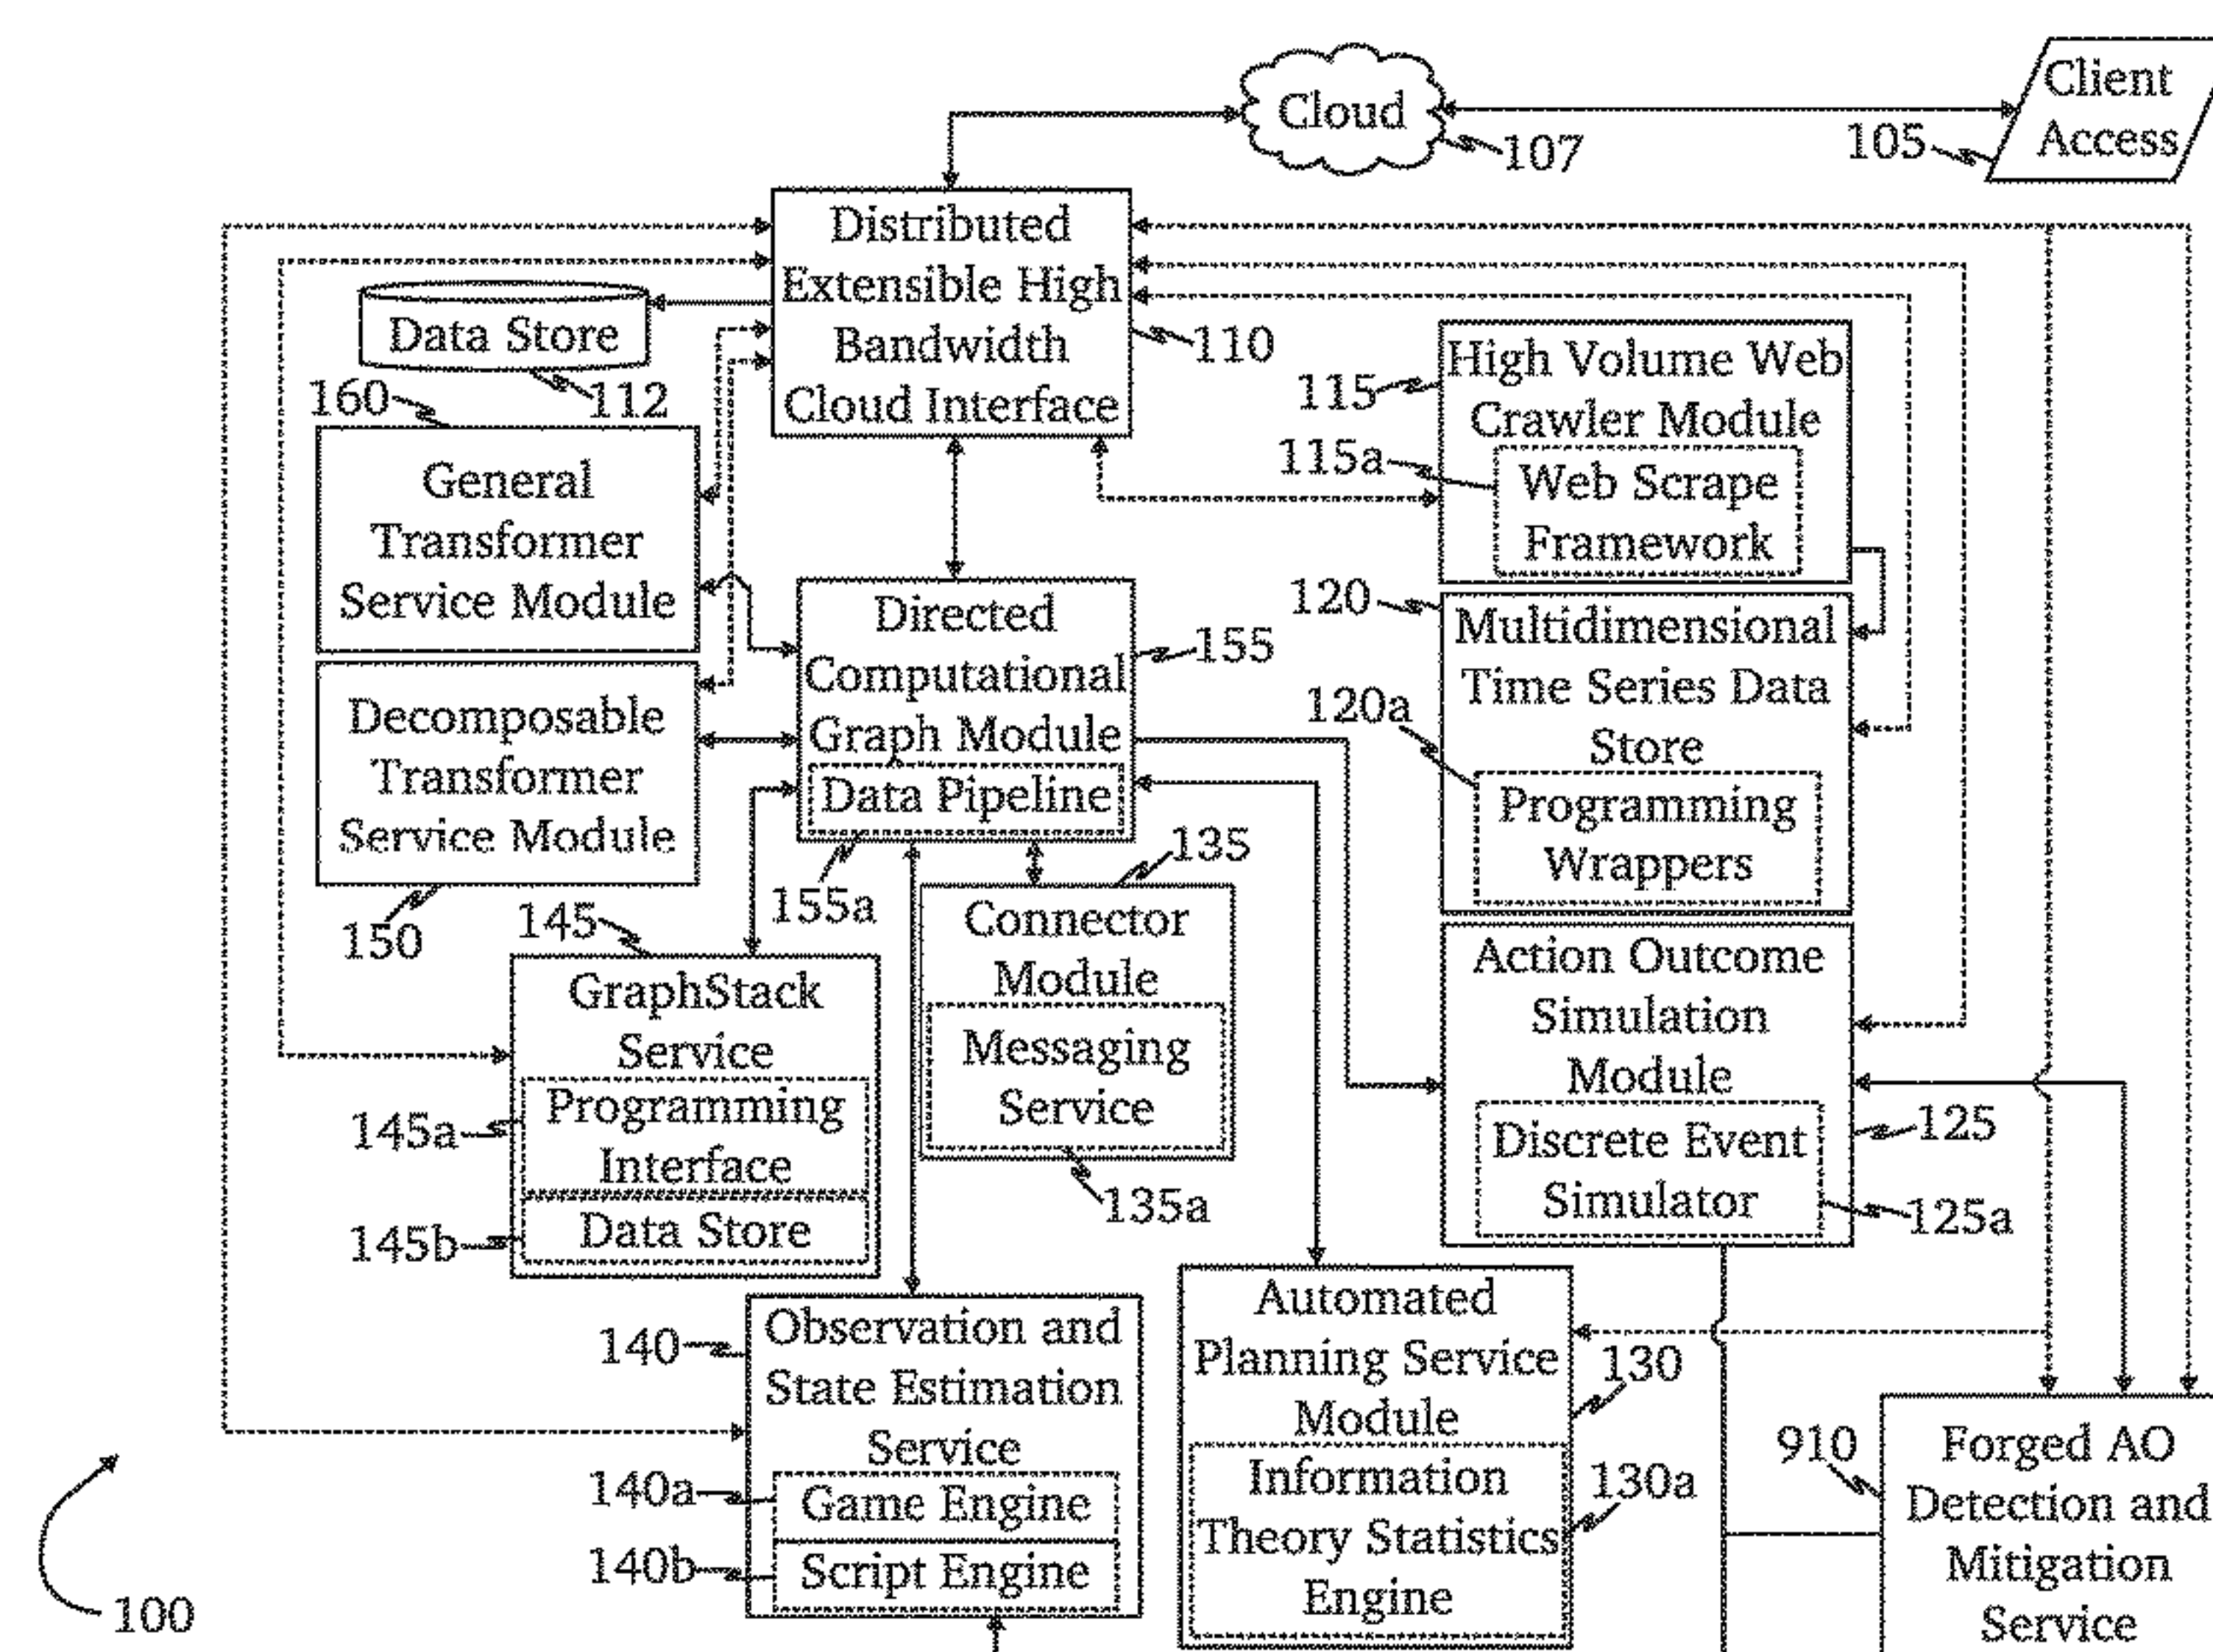 Cloud
107
Client
Access
105
Distributed
Extensible High
Bandwidth
Cloud Interface
110
Data Store
112
160
General
Transformer
Service Module
115
High Volume Web
Crawler Module
115a
Web Scrape
Framework
Directed
Computational
Graph Module
Data Pipeline
155
155a
120
Multidimensional
Time Series Data
Store
120a
Programming
Wrappers
Decomposable
Transformer
Service Module
150
135
Connector
Module
Messaging
Service
135a
145
GraphStack
Service
145a
Programming
Interface
145b
Data Store
Action Outcome
Simulation
Module
125
Discrete Event
Simulator
125a
140
Observation and
State Estimation
Service
140a
Game Engine
140b
Script Engine
Automated
Planning Service
Module
130
Information
Theory Statistics
Engine
130a
910
Forged AO
Detection and
Mitigation
Service
100